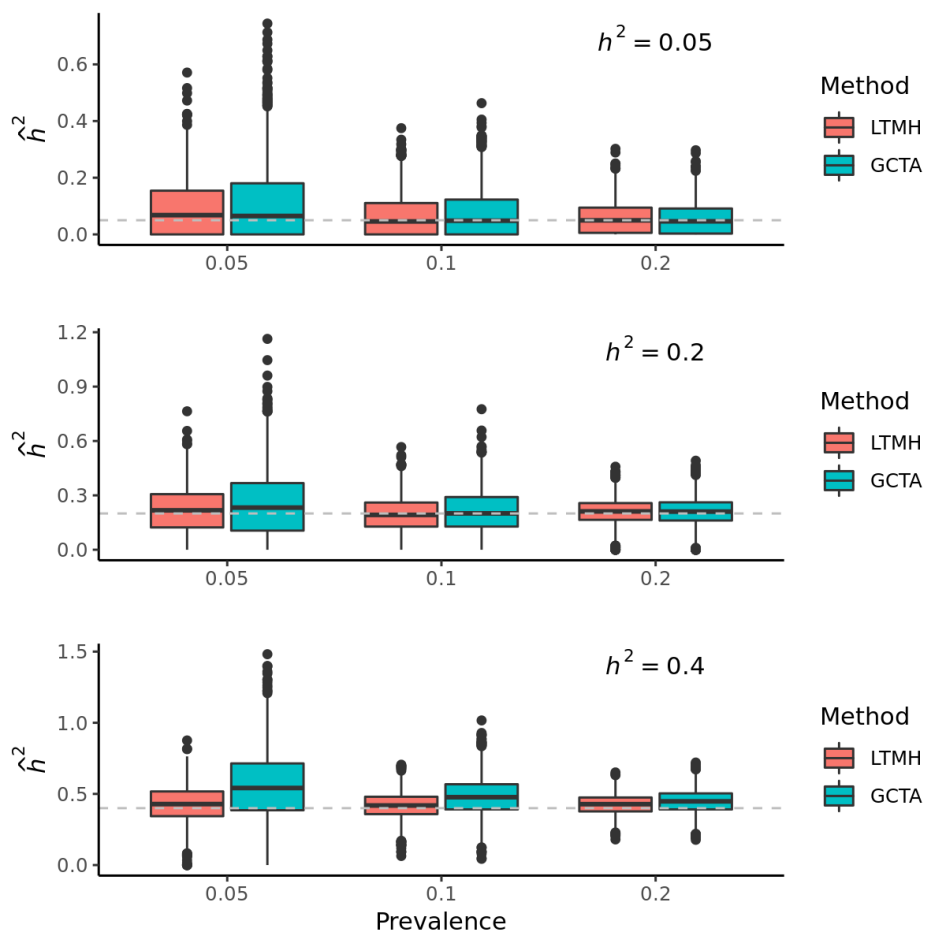 h² = 0.05
0.6
0.4
0.2
0.0
ĥ²
0.05 0.1 0.2
Method
LTMH
GCTA
h² = 0.2
1.2
0.9
0.6
0.3
0.0
ĥ²
0.05 0.1 0.2
Method
LTMH
GCTA
h² = 0.4
1.5
1.0
0.5
0.0
ĥ²
0.05 0.1 0.2
Prevalence
Method
LTMH
GCTA